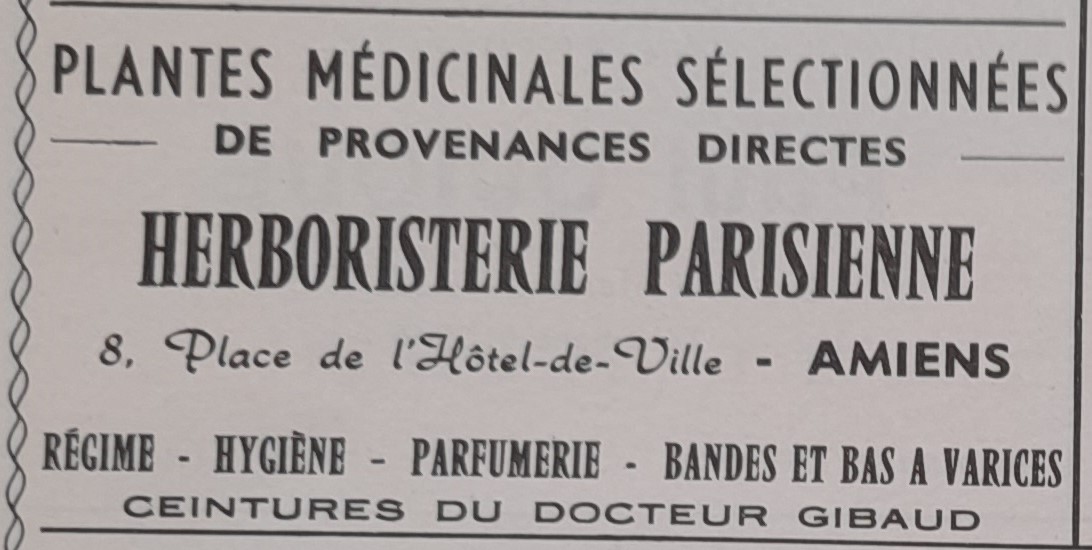 PLANTES MÉDICINALES SÉLECTIONNÉES
DE PROVENANCES DIRECTES
HERBORISTERIE PARISIENNE
8, Place de l'Hôtel-de-Ville - AMIENS
RÉGIME - HYGIÈNE - PARFUMERIE - BANDES ET BAS A VARICES
CEINTURES DU DOCTEUR GIBAUD